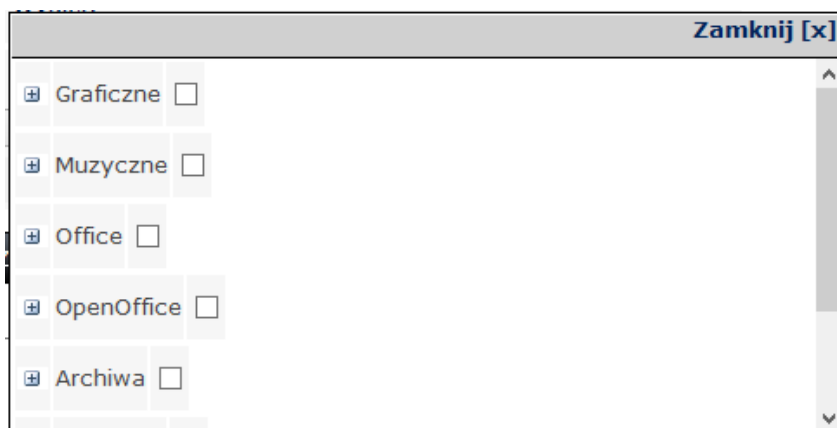 Zamknij [x]
Graficzne
Muzyczne
Office
OpenOffice
Archiwa